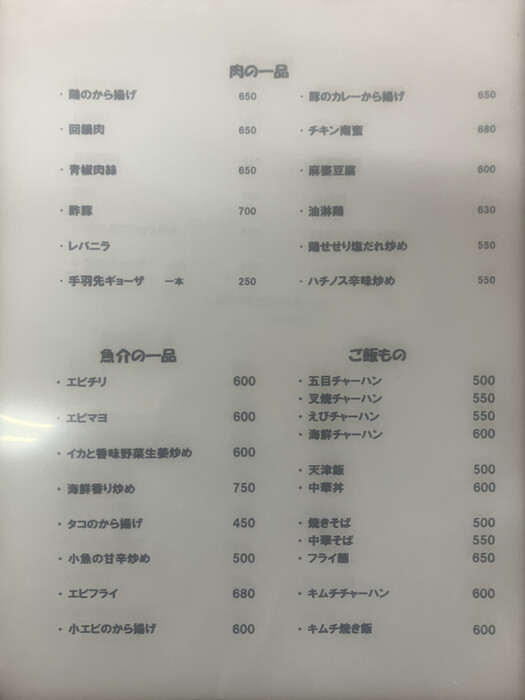 肉の一品
・鶏のから揚げ 650
・豚のカレーから揚げ 650
・回鍋肉 650
・チキン南蛮 680
・青椒肉絲 650
・麻婆豆腐 600
・酢豚 700
・油淋鶏 630
・レバニラ
・鶏せせり塩だれ炒め 550
・手羽先ギョーザ 一本 250
・ハチノス辛味炒め 550
魚介の一品
・エビチリ 600
・エビマヨ 600
・イカと香味野菜生姜炒め 600
・海鮮香り炒め 750
・タコのから揚げ 450
・小魚の甘辛炒め 500
・エビフライ 680
・小エビのから揚げ 600
ご飯もの
・五目チャーハン 500
・叉焼チャーハン 550
・えびチャーハン 550
・海鮮チャーハン 600
・天津飯 500
・中華丼 600
・焼きそば 500
・中華そば 550
・フライ麺 650
・キムチチャーハン 600
・キムチ焼き飯 600